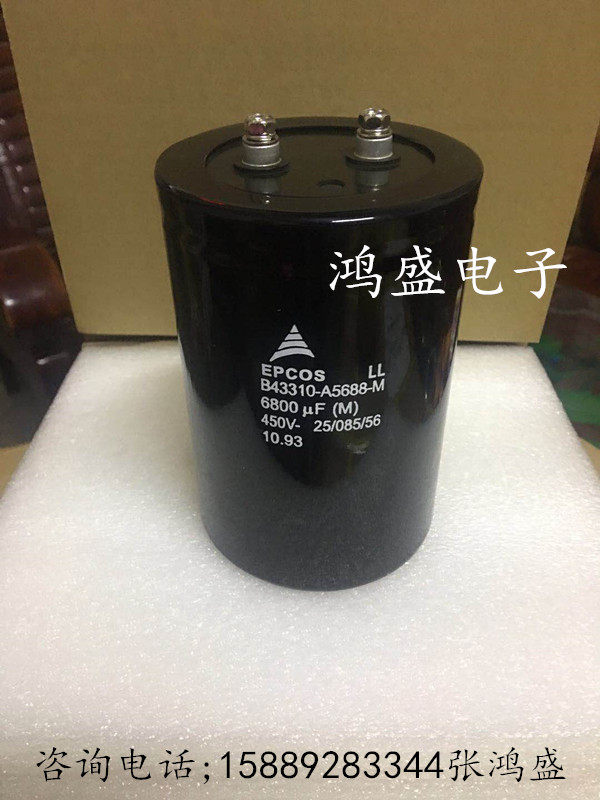 鸿盛电子
EPCOS LL
B43310-A5688-M
6800 µF (M)
450V- 25/085/56
10.93
咨询电话;15889283344张鸿盛